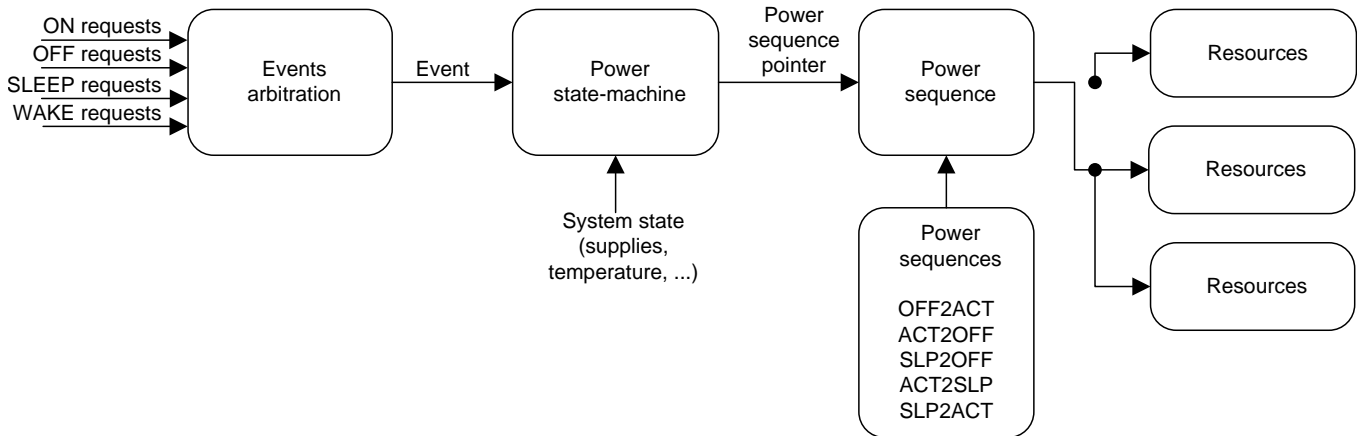 ON requests
OFF requests
SLEEP requests
WAKE requests
Events
arbitration
Event
Power
state-machine
System state
(supplies,
temperature, ...)
Power
sequence
pointer
Power
sequence
Power
sequences
OFF2ACT
ACT2OFF
SLP2OFF
ACT2SLP
SLP2ACT
Resources
Resources
Resources